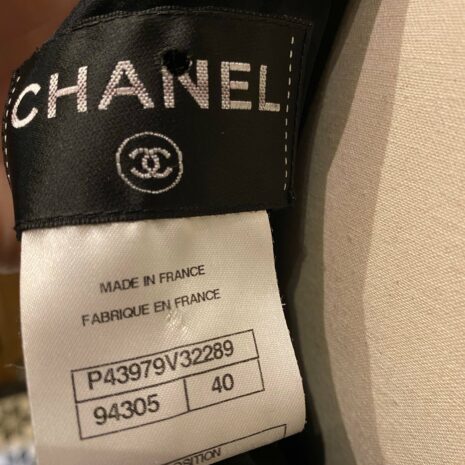 CHANEL
MADE IN FRANCE
FABRIQUE EN FRANCE
P43979V32289
94305 40